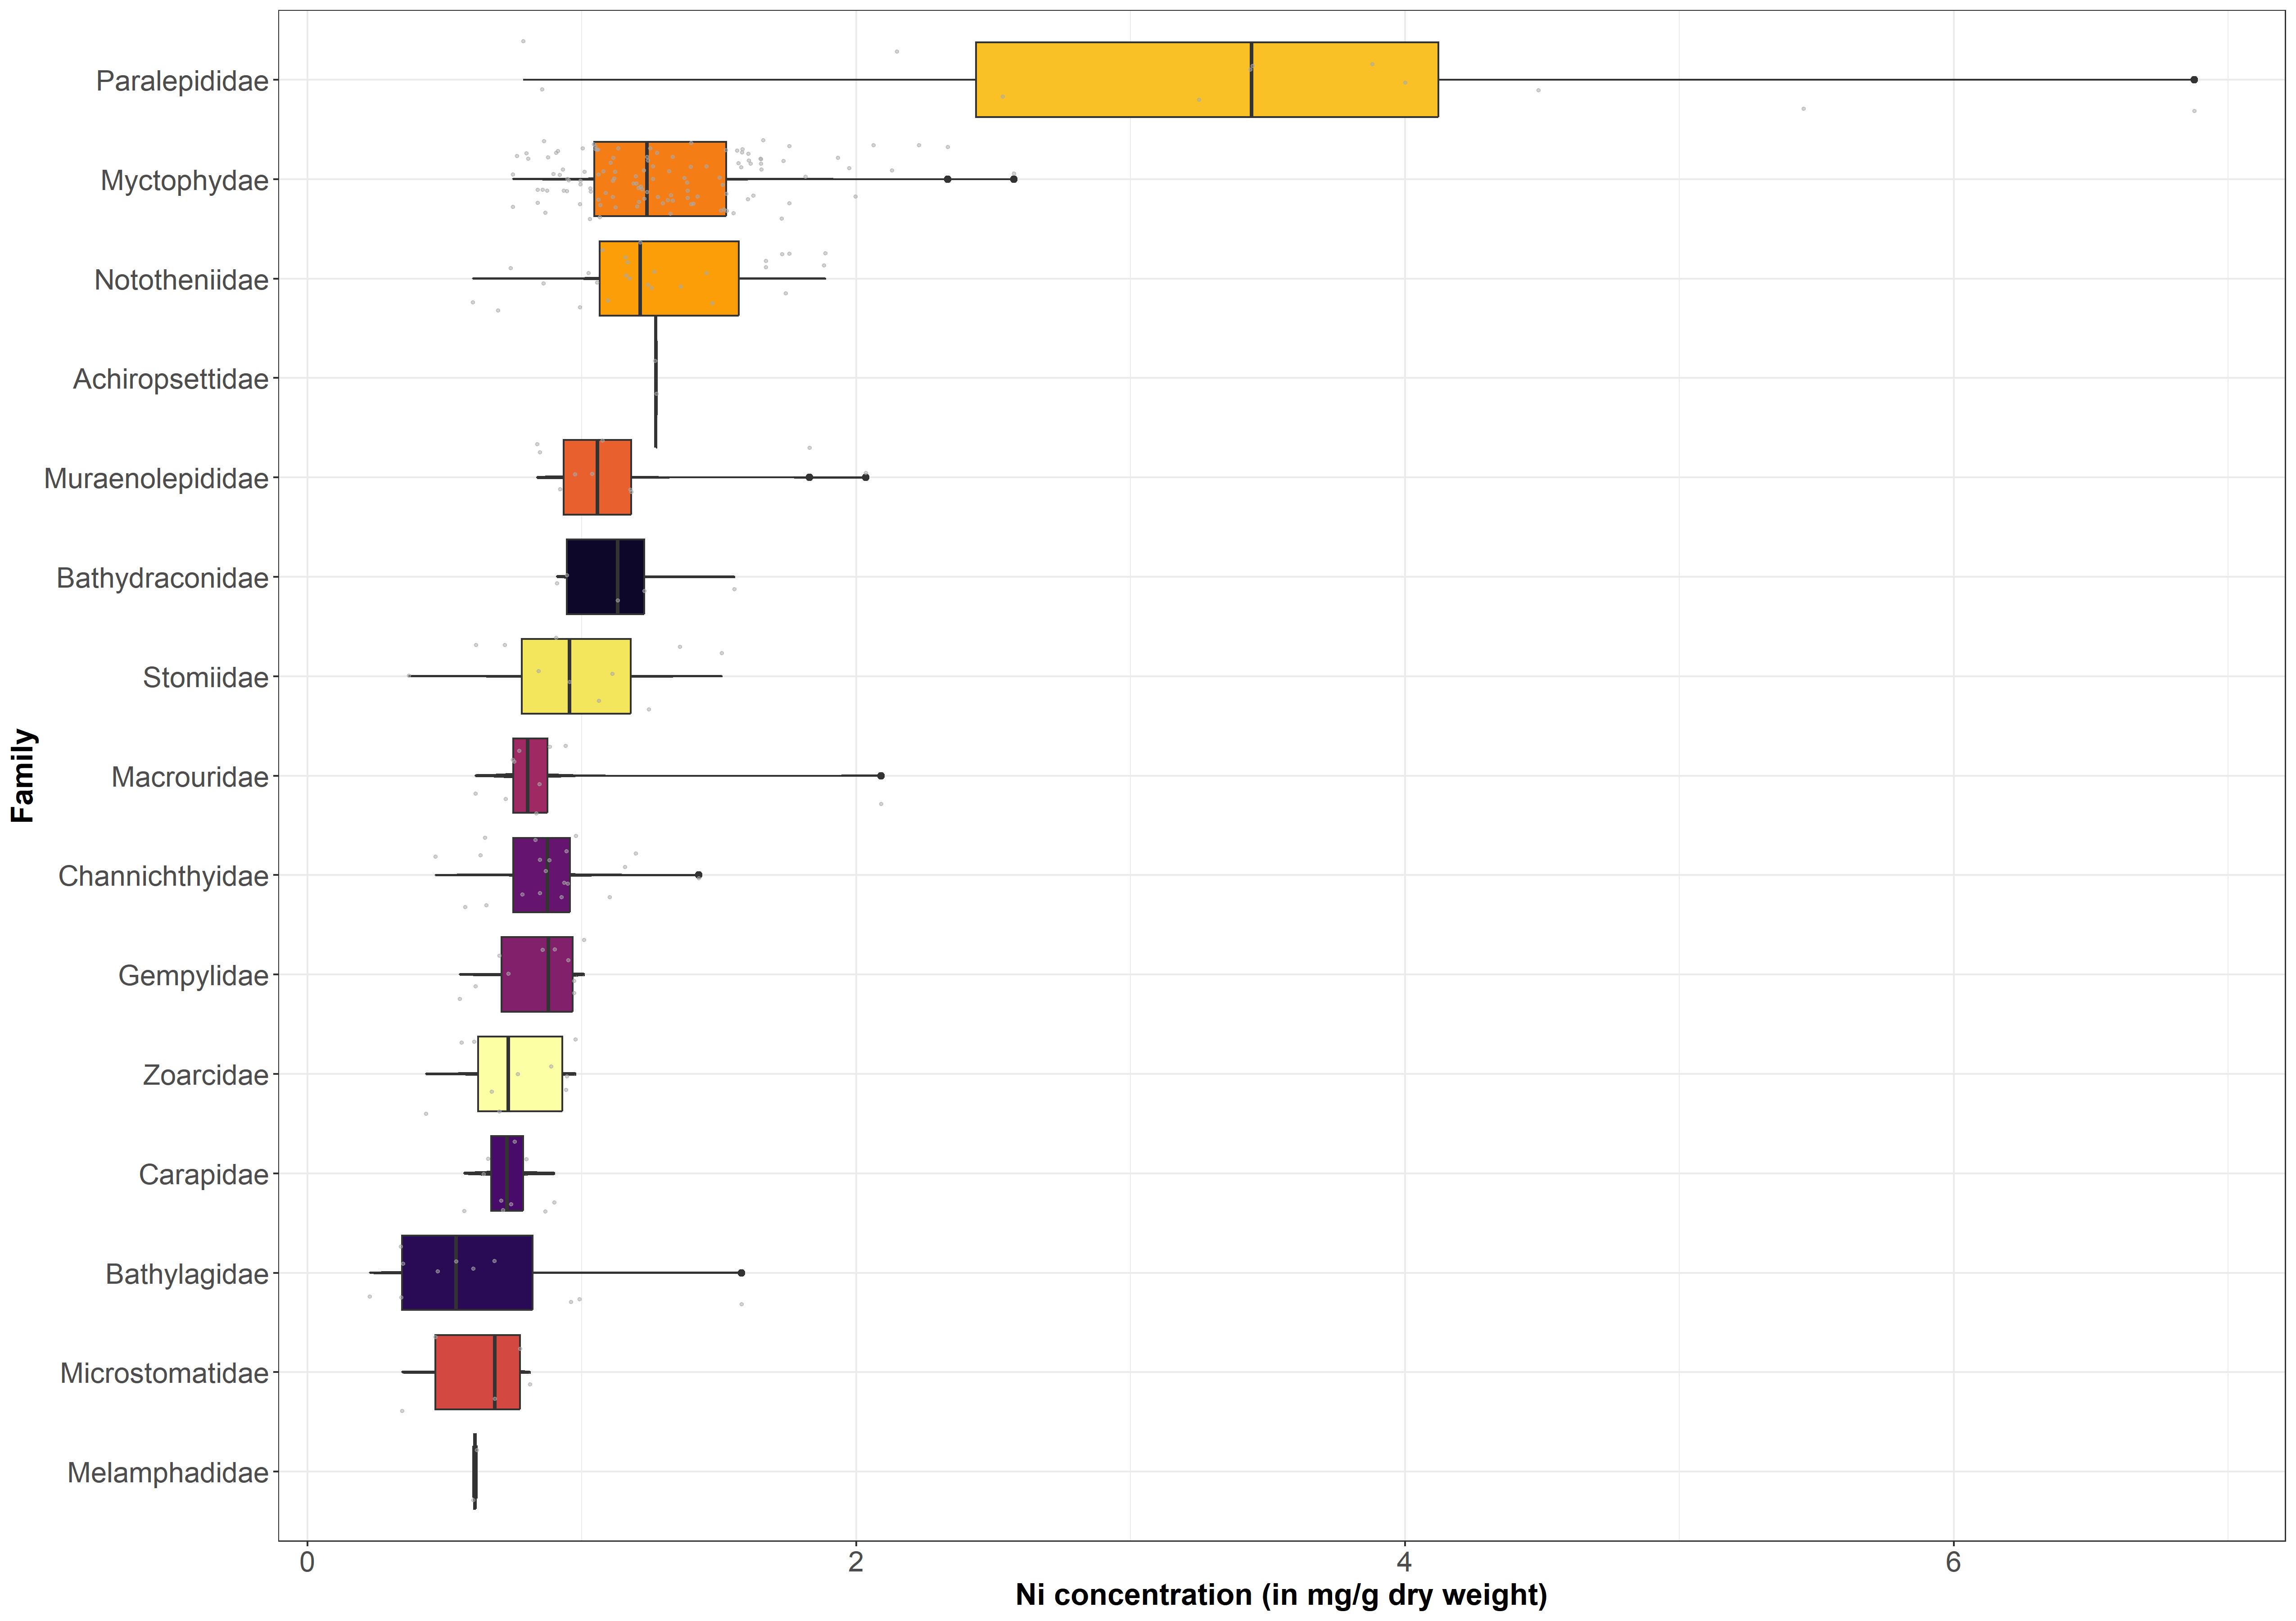 Paralepididae
Myctophydae
Nototheniidae
Achiropsettidae
Muraenolepididae
Bathydraconidae
Stomiidae
Macrouridae
Channichthyidae
Gempylidae
Zoarcidae
Carapidae
Bathylagidae
Microstomatidae
Melamphadidae
Family
0 2 4 6
Ni concentration (in mg/g dry weight)